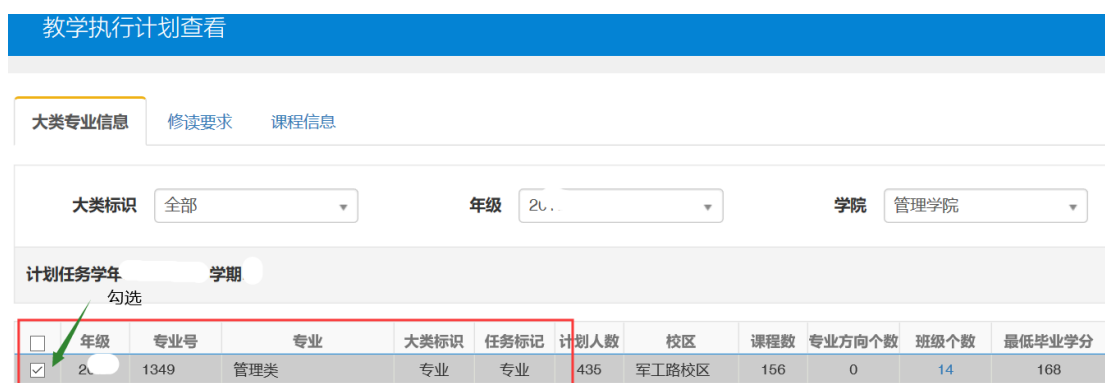 教学执行计划查看
大类专业信息 修读要求 课程信息
大类标识 全部 年级 学院 管理学院
计划任务学年 学期
勾选
年级 专业号 专业 大类标识 任务标记 计划人数 校区 课程数 专业方向个数 班级个数 最低毕业学分
1349 管理类 专业 专业 435 军工路校区 156 0 14 168